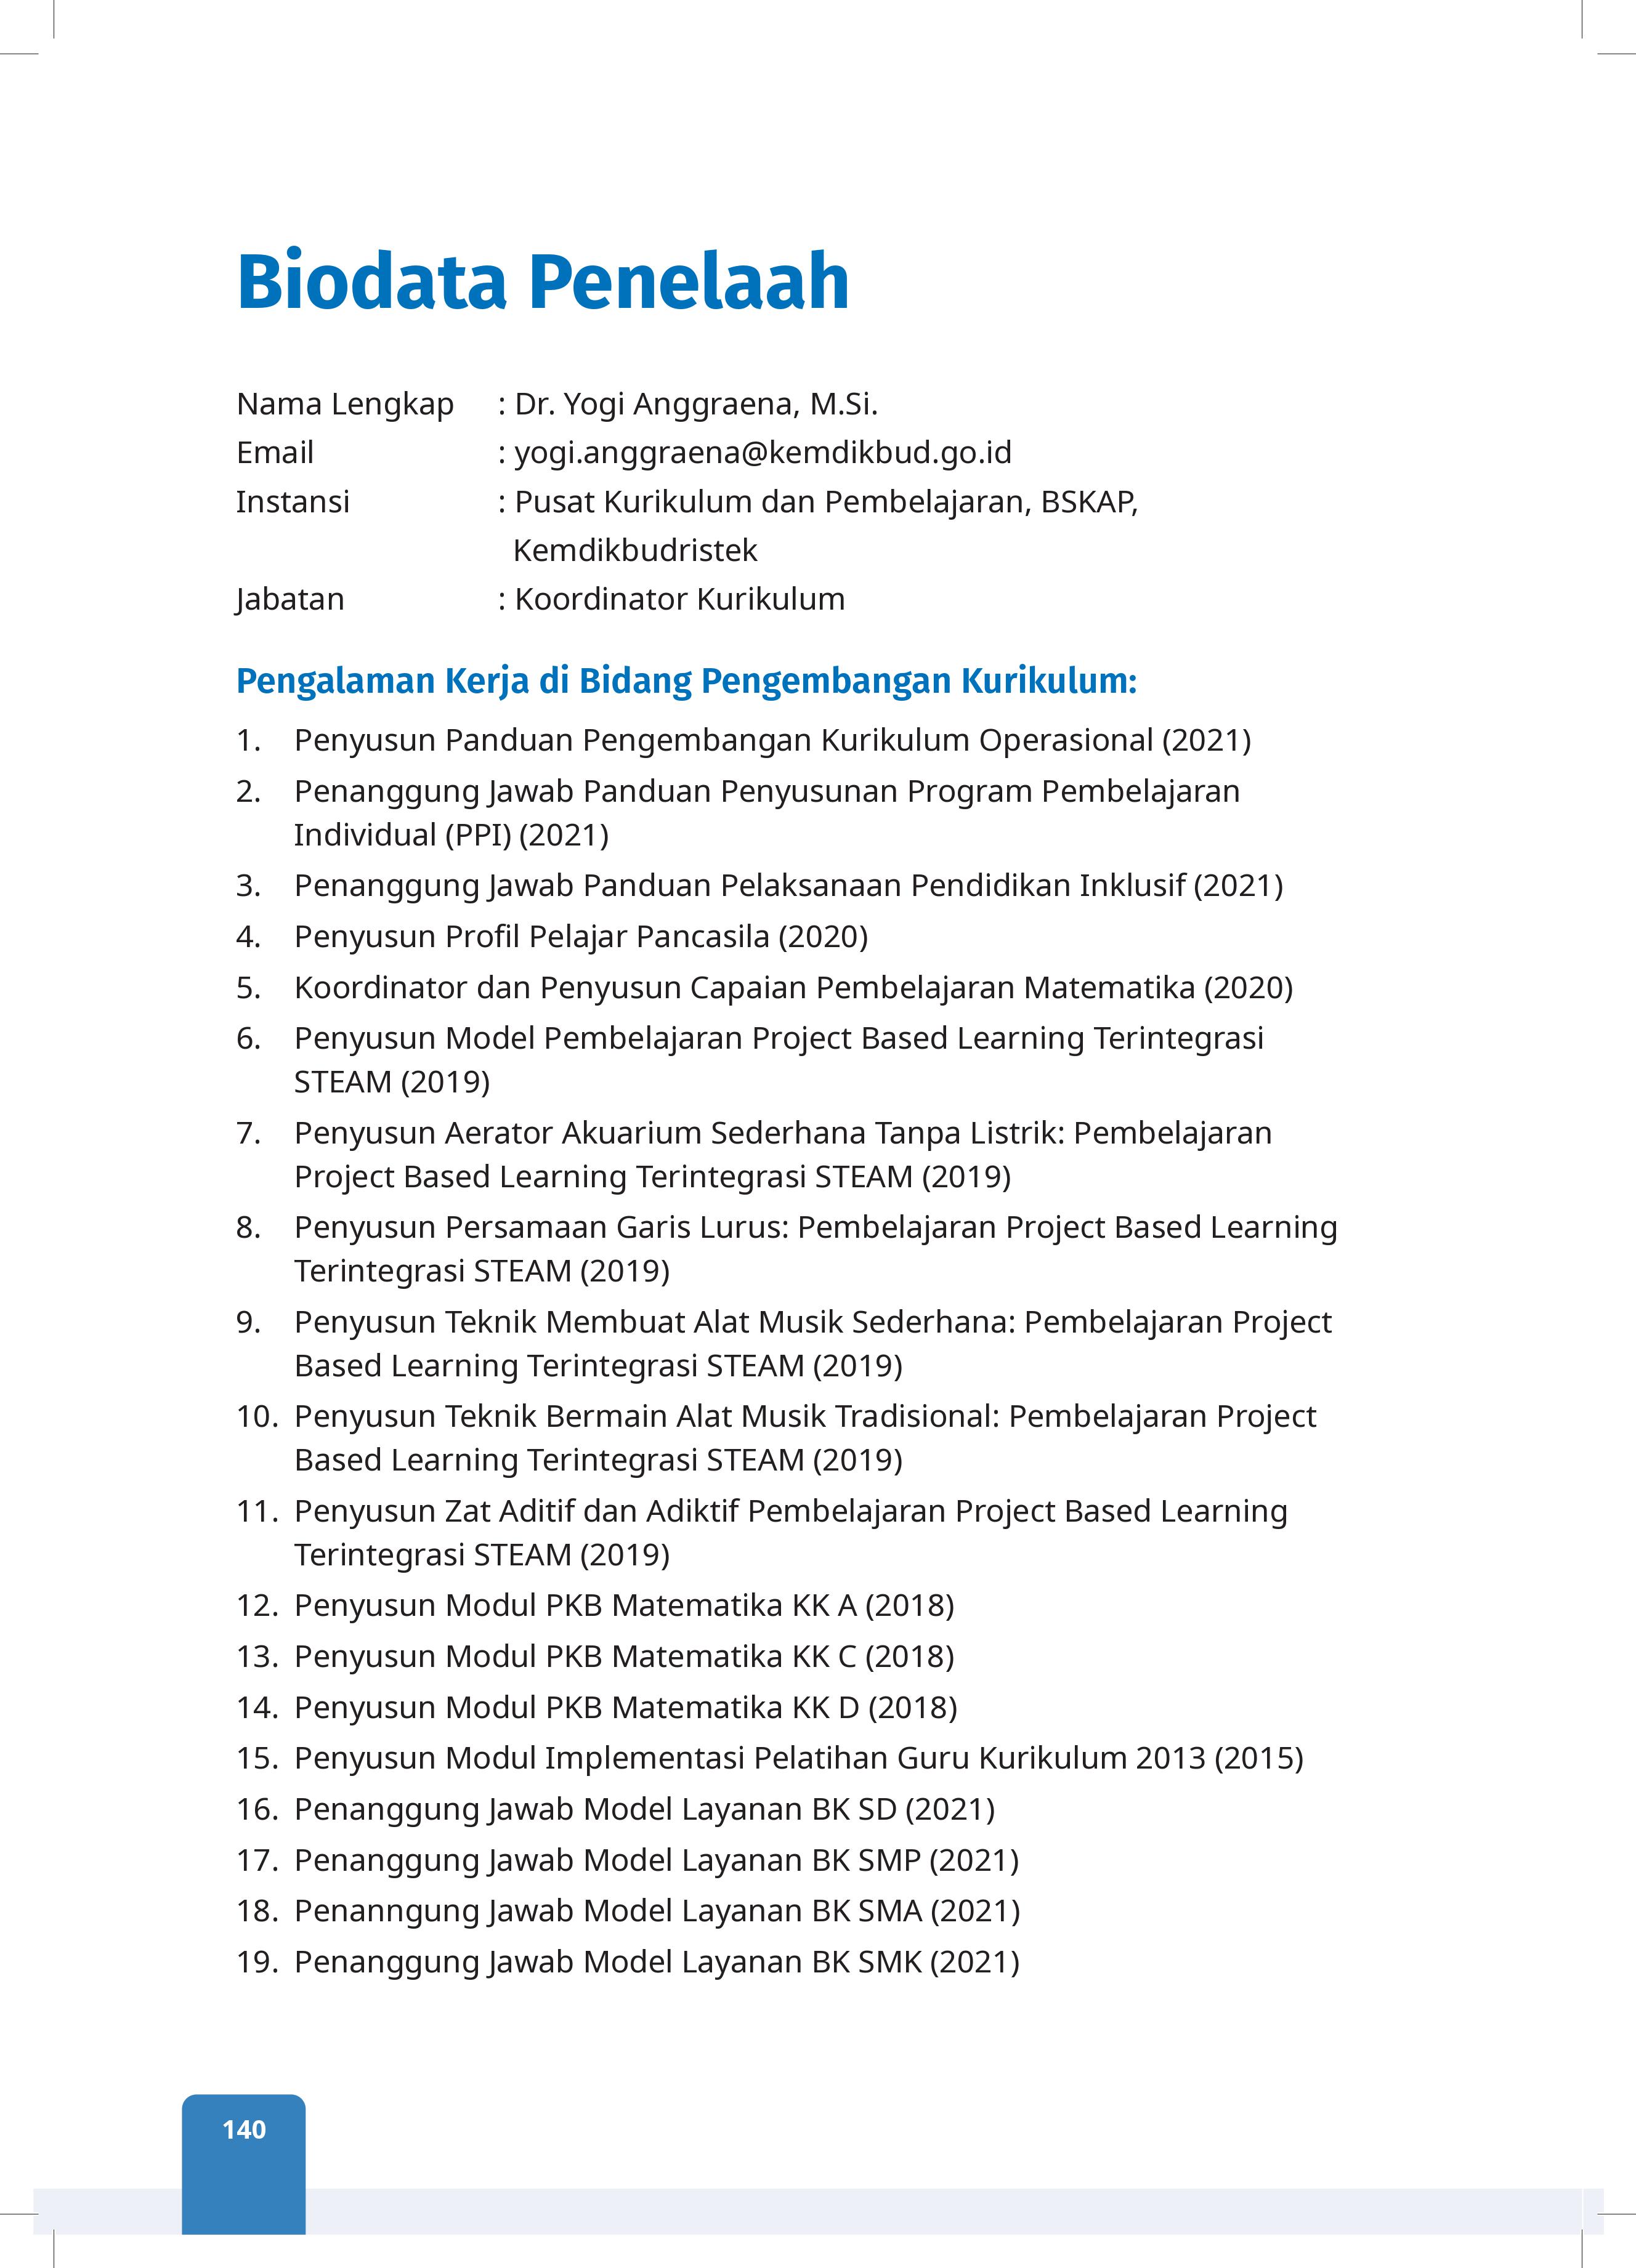 Biodata Penelaah
Nama Lengkap : Dr. Yogi Anggraena, M.Si.
Email : yogi.anggraena@kemdikbud.go.id
Instansi : Pusat Kurikulum dan Pembelajaran, BSKAP,
Kemdikbudristek
Jabatan : Koordinator Kurikulum
Pengalaman Kerja di Bidang Pengembangan Kurikulum:
1. Penyusun Panduan Pengembangan Kurikulum Operasional (2021)
2. Penanggung Jawab Panduan Penyusunan Program Pembelajaran
Individual (PPI) (2021)
3. Penanggung Jawab Panduan Pelaksanaan Pendidikan Inklusif (2021)
4. Penyusun Profil Pelajar Pancasila (2020)
5. Koordinator dan Penyusun Capaian Pembelajaran Matematika (2020)
6. Penyusun Model Pembelajaran Project Based Learning Terintegrasi
STEAM (2019)
7. Penyusun Aerator Akuarium Sederhana Tanpa Listrik: Pembelajaran
Project Based Learning Terintegrasi STEAM (2019)
8. Penyusun Persamaan Garis Lurus: Pembelajaran Project Based Learning
Terintegrasi STEAM (2019)
9. Penyusun Teknik Membuat Alat Musik Sederhana: Pembelajaran Project
Based Learning Terintegrasi STEAM (2019)
10. Penyusun Teknik Bermain Alat Musik Tradisional: Pembelajaran Project
Based Learning Terintegrasi STEAM (2019)
11. Penyusun Zat Aditif dan Adiktif Pembelajaran Project Based Learning
Terintegrasi STEAM (2019)
12. Penyusun Modul PKB Matematika KK A (2018)
13. Penyusun Modul PKB Matematika KK C (2018)
14. Penyusun Modul PKB Matematika KK D (2018)
15. Penyusun Modul Implementasi Pelatihan Guru Kurikulum 2013 (2015)
16. Penanggung Jawab Model Layanan BK SD (2021)
17. Penanggung Jawab Model Layanan BK SMP (2021)
18. Penanngung Jawab Model Layanan BK SMA (2021)
19. Penanggung Jawab Model Layanan BK SMK (2021)
140